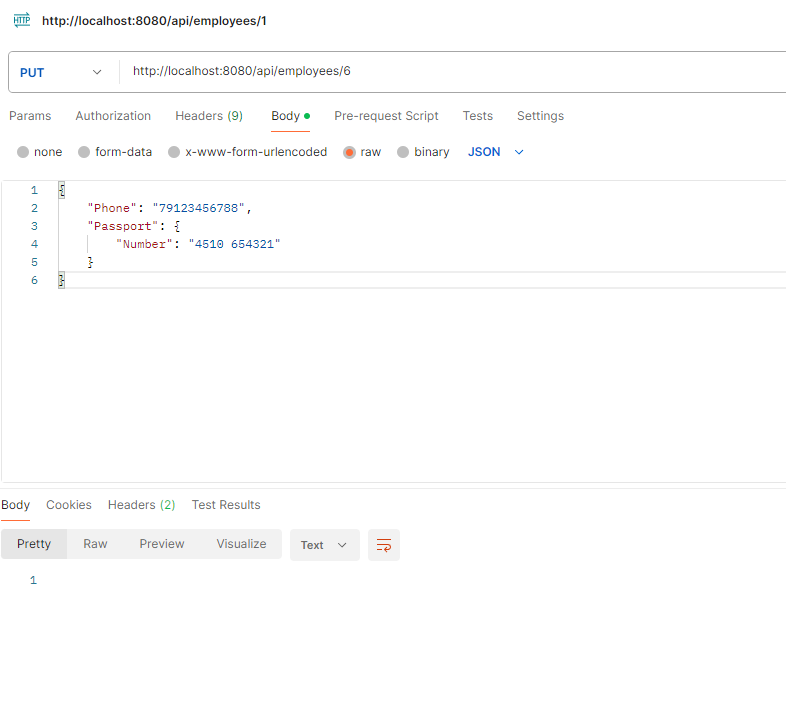 HTTP http://localhost:8080/api/employees/1
PUT http://localhost:8080/api/employees/6
Params Authorization Headers (9) Body Pre-request Script Tests Settings
none form-data x-www-form-urlencoded raw binary JSON
1 {
2 "Phone": "79123456788",
3 "Passport": {
4 "Number": "4510 654321"
5 }
6 }
Body Cookies Headers (2) Test Results
Pretty Raw Preview Visualize Text
1